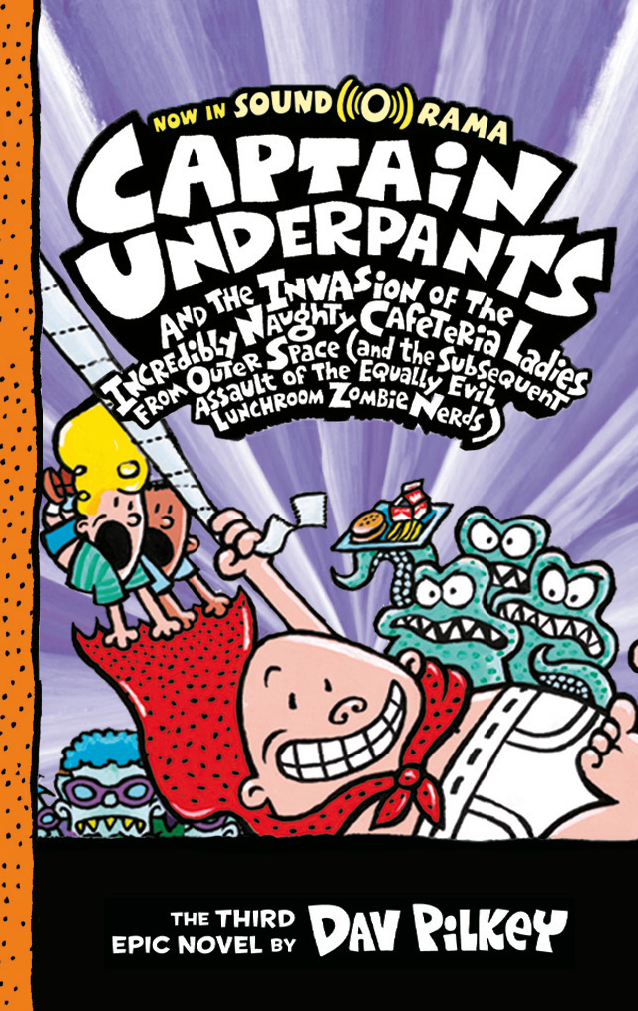 NOW IN SOUND ((O)) RAMA
CAPTAiN
UNDERPANTS
AND THE INVASiON OF THE
INCREDiBLY NAUGHTY CAFETERiA LADiES
FROM OUTER SPACE (and the SubSEQUENT
ASSAULT OF THE EQUALLY EViL
LUNCHROOM ZOMBiE NERDS)
THE THIRD
EPIC NOVEL BY
DAV PiLKEY